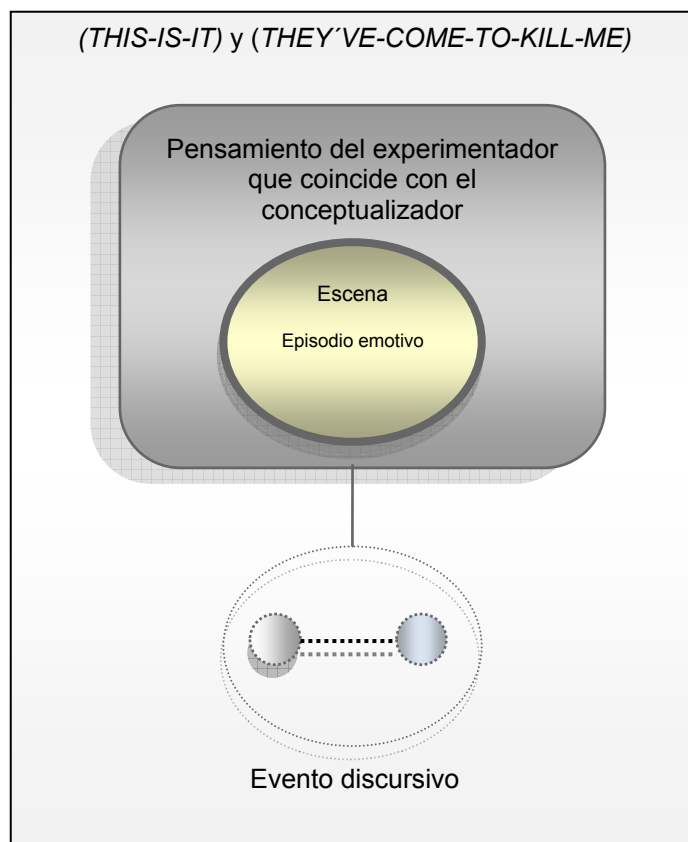 (THIS-IS-IT) y (THEY´VE-COME-TO-KILL-ME)
Pensamiento del experimentador
que coincide con el
conceptualizador
Escena
Episodio emotivo
Evento discursivo